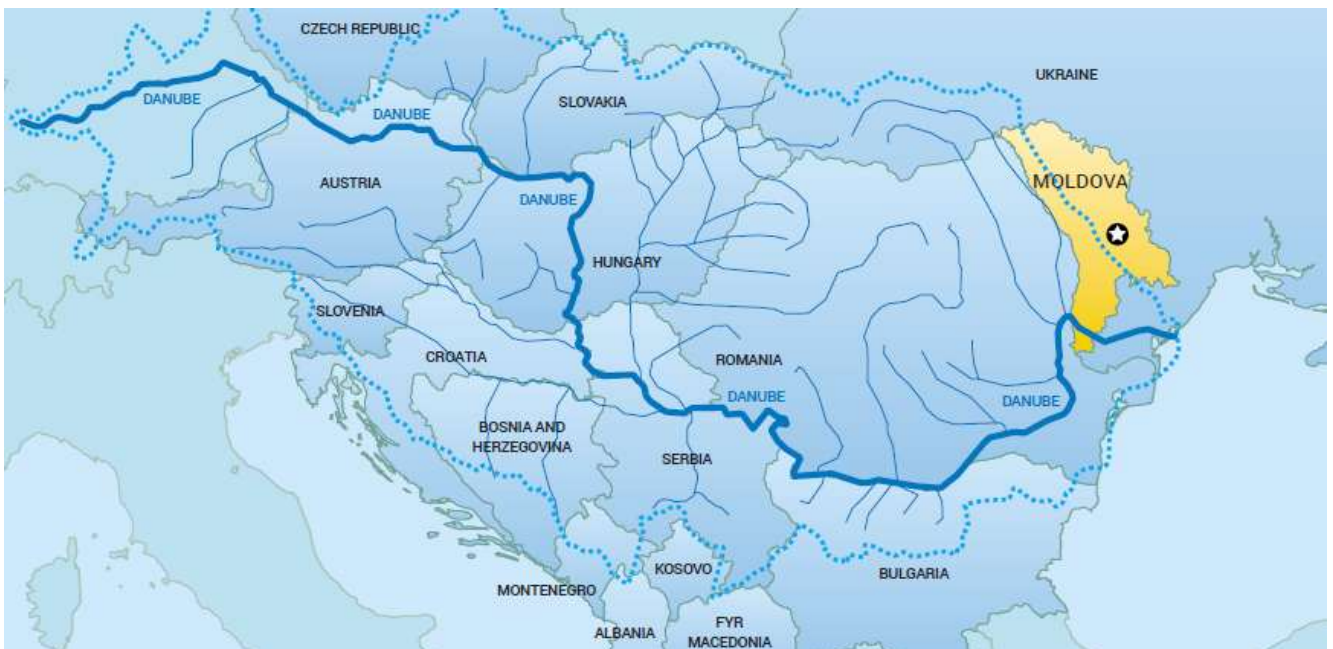 CZECH REPUBLIC
UKRAINE
DANUBE
SLOVAKIA
DANUBE
AUSTRIA
MOLDOVA
DANUBE
HUNGARY
SLOVENIA
CROATIA
ROMANIA
DANUBE
DANUBE
BOSNIA AND
HERZEGOVINA
SERBIA
KOSOVO
BULGARIA
MONTENEGRO
ALBANIA
FYR
MACEDONIA